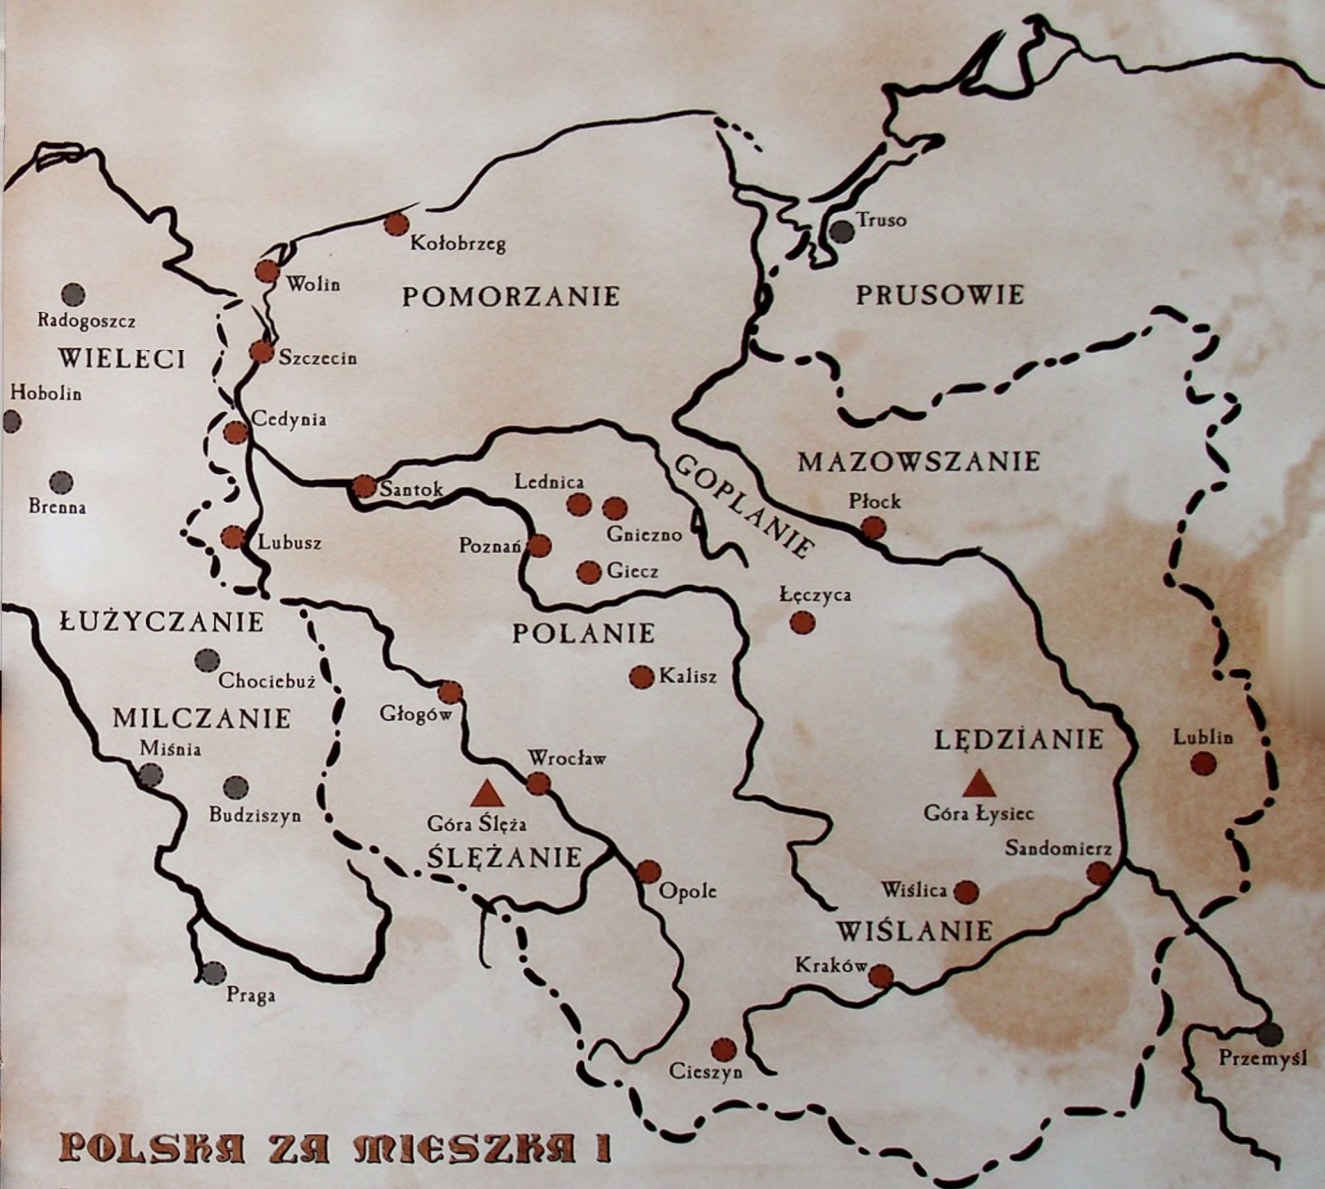 Truso
Kołobrzeg
Wolin
POMORZANIE
PRUSOWIE
Radogoszcz
WIELECI
Szczecin
Hobolin
Cedynia
GOPLANIE
MAZOWSZANIE
Santok
Lednica
Płock
Brenna
Gniezno
Lubusz
Poznań
Giecz
Łęczyca
ŁUŻYCZANIE
POLANIE
Chociebuż
Kalisz
MILCZANIE
Głogów
LĘDZIANIE
Lublin
Miśnia
Wrocław
Budziszyn
Góra Ślęża
Góra Łysiec
ŚLĘŻANIE
Sandomierz
Opole
Wiślica
WIŚLANIE
Kraków
Praga
Przemyśl
Cieszyn
POLSKA ZA MIESZKA I